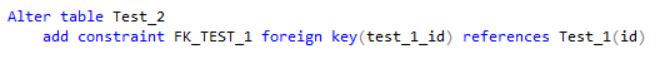 Alter table Test_2
add constraint FK_TEST_1 foreign key(test_1_id) references Test_1(id)